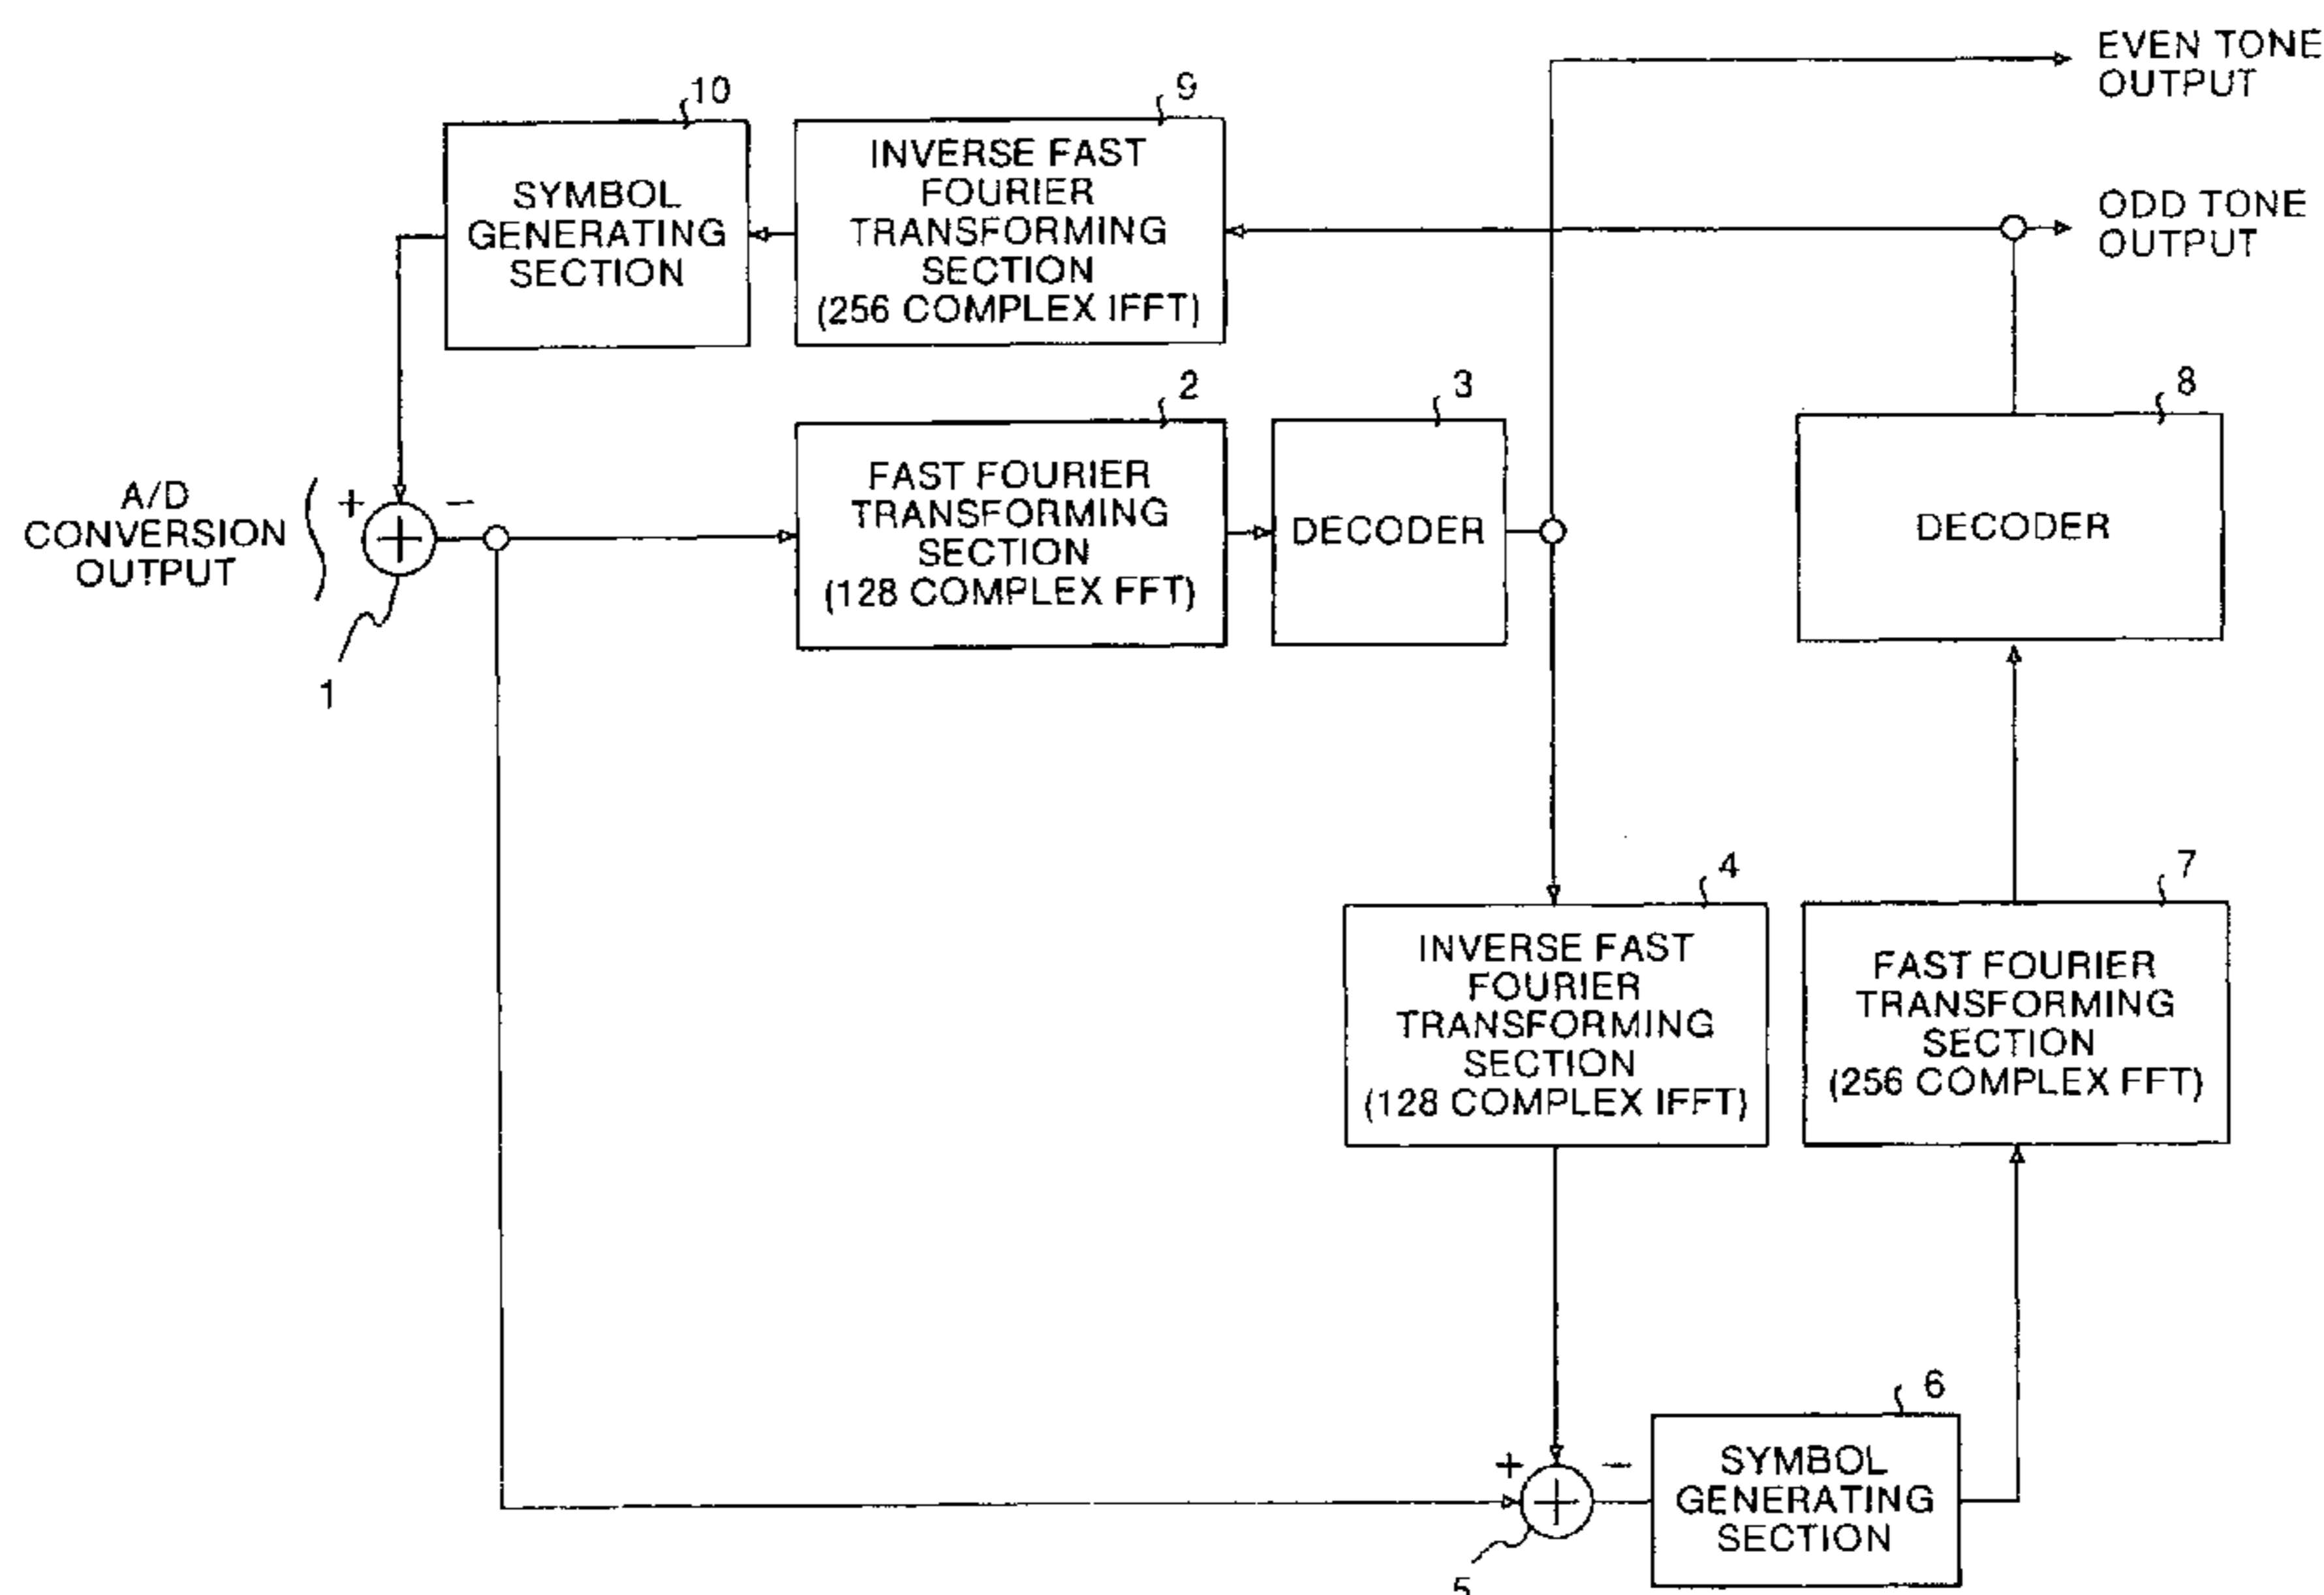 EVEN TONE
OUTPUT
10
9
SYMBOL
GENERATING
SECTION
INVERSE FAST
FOURIER
TRANSFORMING
SECTION
(256 COMPLEX IFFT)
ODD TONE
OUTPUT
2
3
8
A/D
CONVERSION
OUTPUT
+
−
FAST FOURIER
TRANSFORMING
SECTION
(128 COMPLEX FFT)
DECODER
DECODER
1
4
7
INVERSE FAST
FOURIER
TRANSFORMING
SECTION
(128 COMPLEX IFFT)
FAST FOURIER
TRANSFORMING
SECTION
(256 COMPLEX FFT)
6
+
−
SYMBOL
GENERATING
SECTION
5